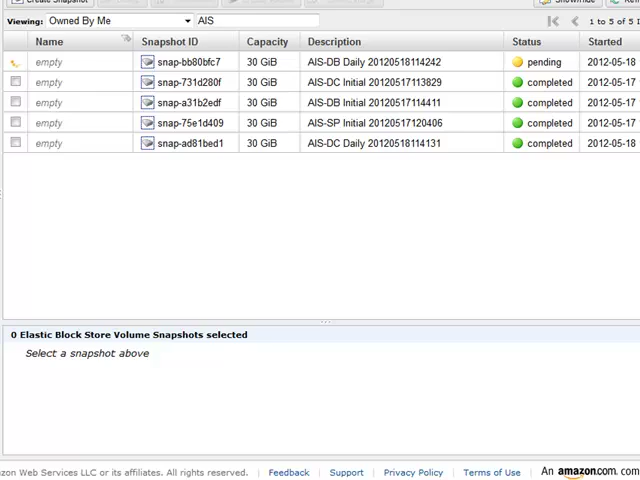 Create Snapshot
Show/Hide
Viewing: Owned By Me AIS 1 to 5 of 5
Name Snapshot ID Capacity Description Status Started
empty snap-bb80bfc7 30 GiB AIS-DB Daily 20120518114242 pending 2012-05-18
empty snap-731d280f 30 GiB AIS-DC Initial 20120517113829 completed 2012-05-17
empty snap-a31b2edf 30 GiB AIS-DB Initial 20120517114411 completed 2012-05-17
empty snap-75e1d409 30 GiB AIS-SP Initial 20120517120406 completed 2012-05-17
empty snap-ad81bed1 30 GiB AIS-DC Daily 20120518114131 completed 2012-05-18
0 Elastic Block Store Volume Snapshots selected
Select a snapshot above
zon Web Services LLC or its affiliates. All rights reserved. | Feedback | Support | Privacy Policy | Terms of Use | An amazon.com. com